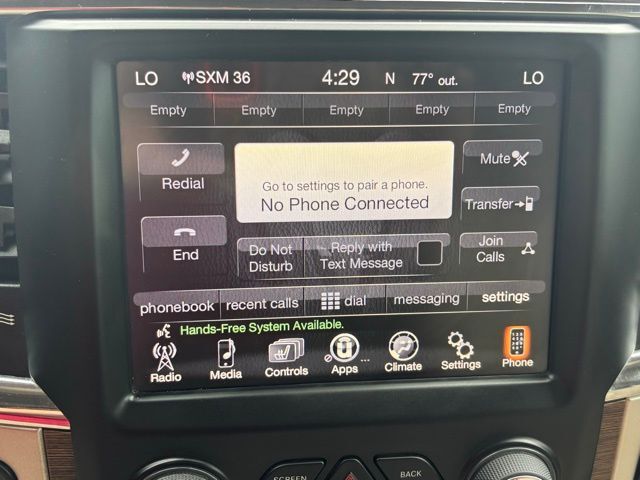 LO SXM 36 4:29 N 77° out. LO
Empty Empty Empty Empty Empty
Redial
Go to settings to pair a phone.
No Phone Connected
Mute
Transfer
End
Do Not
Disturb
Reply with
Text Message
Join
Calls
phonebook recent calls dial messaging settings
Hands-Free System Available.
Radio Media Controls Apps ... Climate Settings Phone
SCREEN BACK